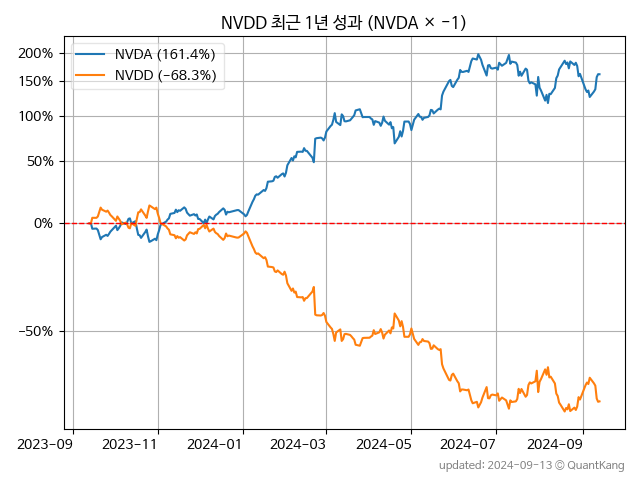 NVDD 최근 1년 성과 (NVDA × −1)
NVDA (161.4%)
NVDD (−68.3%)
200%
150%
100%
50%
0%
−50%
2023-09 2023-11 2024-01 2024-03 2024-05 2024-07 2024-09
updated: 2024-09-13 © QuantKang